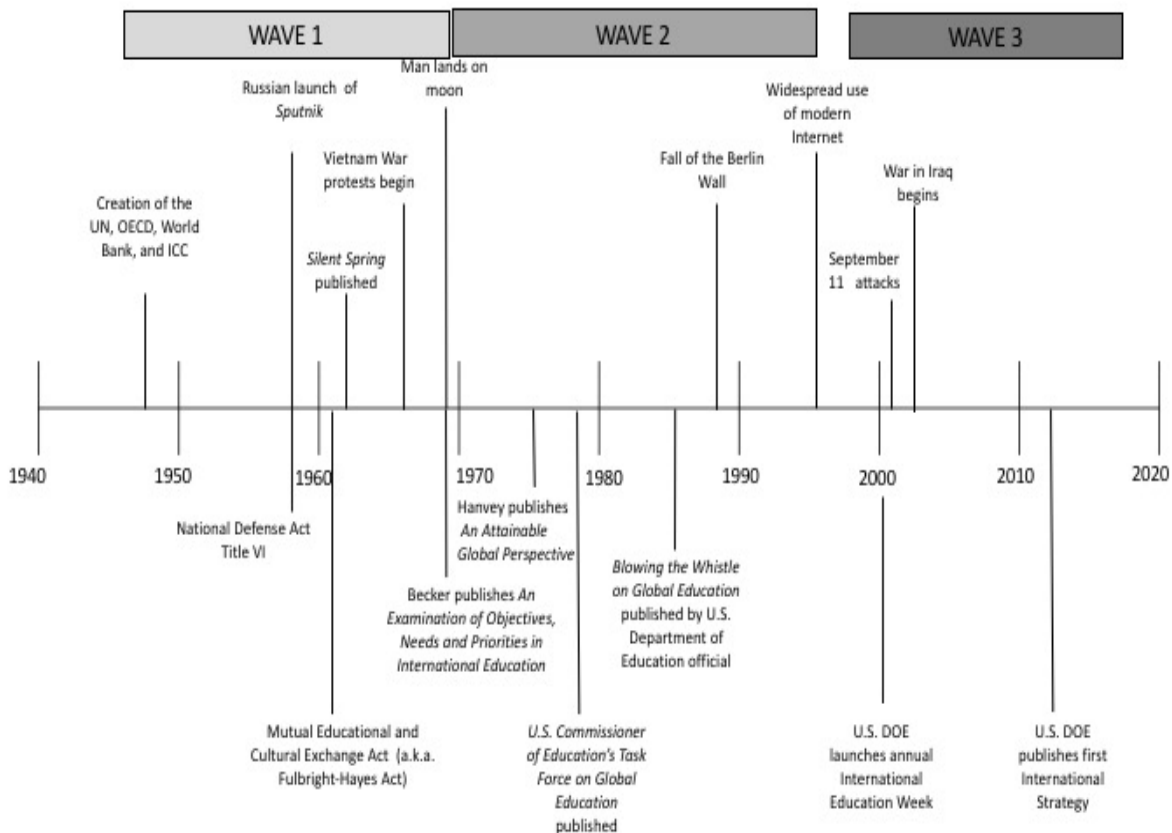 WAVE 1
WAVE 2
WAVE 3
Man lands on
moon
Russian launch of
Sputnik
Widespread use
of modern
Internet
Vietnam War
protests begin
Fall of the Berlin
Wall
War in Iraq
begins
Creation of the
UN, OECD, World
Bank, and ICC
Silent Spring
published
September
11 attacks
1940
1950
1960
1970
1980
1990
2000
2010
2020
National Defense Act
Title VI
Hanvey publishes
An Attainable
Global Perspective
Becker publishes An
Examination of Objectives,
Needs and Priorities in
International Education
Blowing the Whistle
on Global Education
published by U.S.
Department of
Education official
Mutual Educational and
Cultural Exchange Act (a.k.a.
Fulbright-Hayes Act)
U.S. Commissioner
of Education's Task
Force on Global
Education
published
U.S. DOE
launches annual
International
Education Week
U.S. DOE
publishes first
International
Strategy